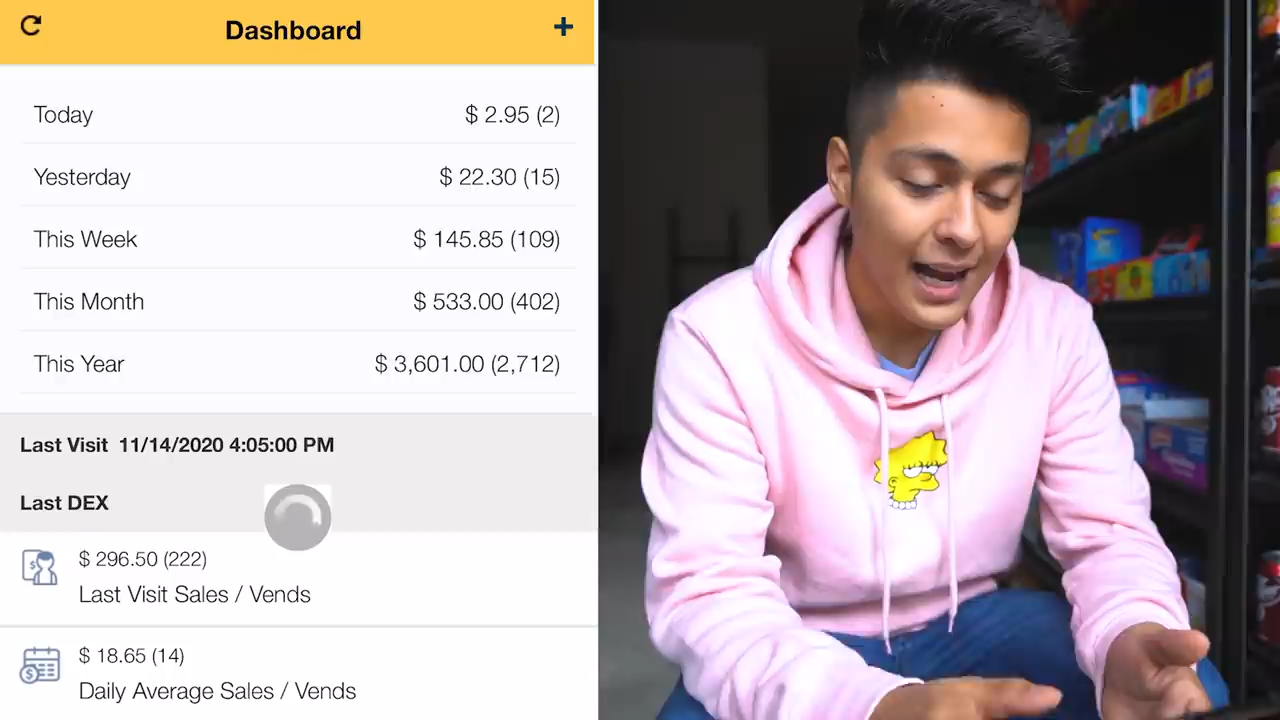 Dashboard
Today $ 2.95 (2)
Yesterday $ 22.30 (15)
This Week $ 145.85 (109)
This Month $ 533.00 (402)
This Year $ 3,601.00 (2,712)
Last Visit 11/14/2020 4:05:00 PM
Last DEX
$ 296.50 (222)
Last Visit Sales / Vends
$ 18.65 (14)
Daily Average Sales / Vends